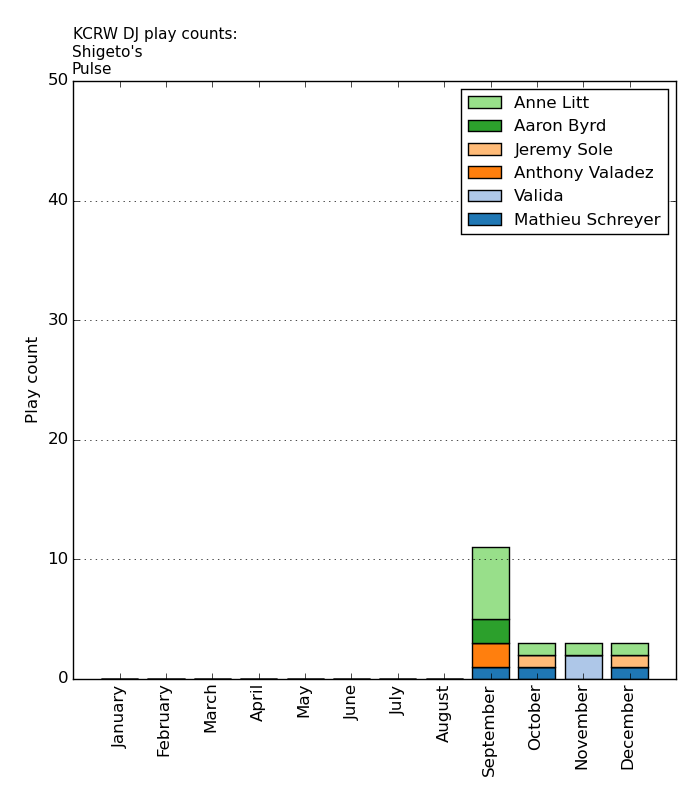 KCRW DJ play counts:
Shigeto's
Pulse
50
40
30
20
10
0
Play count
Anne Litt
Aaron Byrd
Jeremy Sole
Anthony Valadez
Valida
Mathieu Schreyer
January
February
March
April
May
June
July
August
September
October
November
December